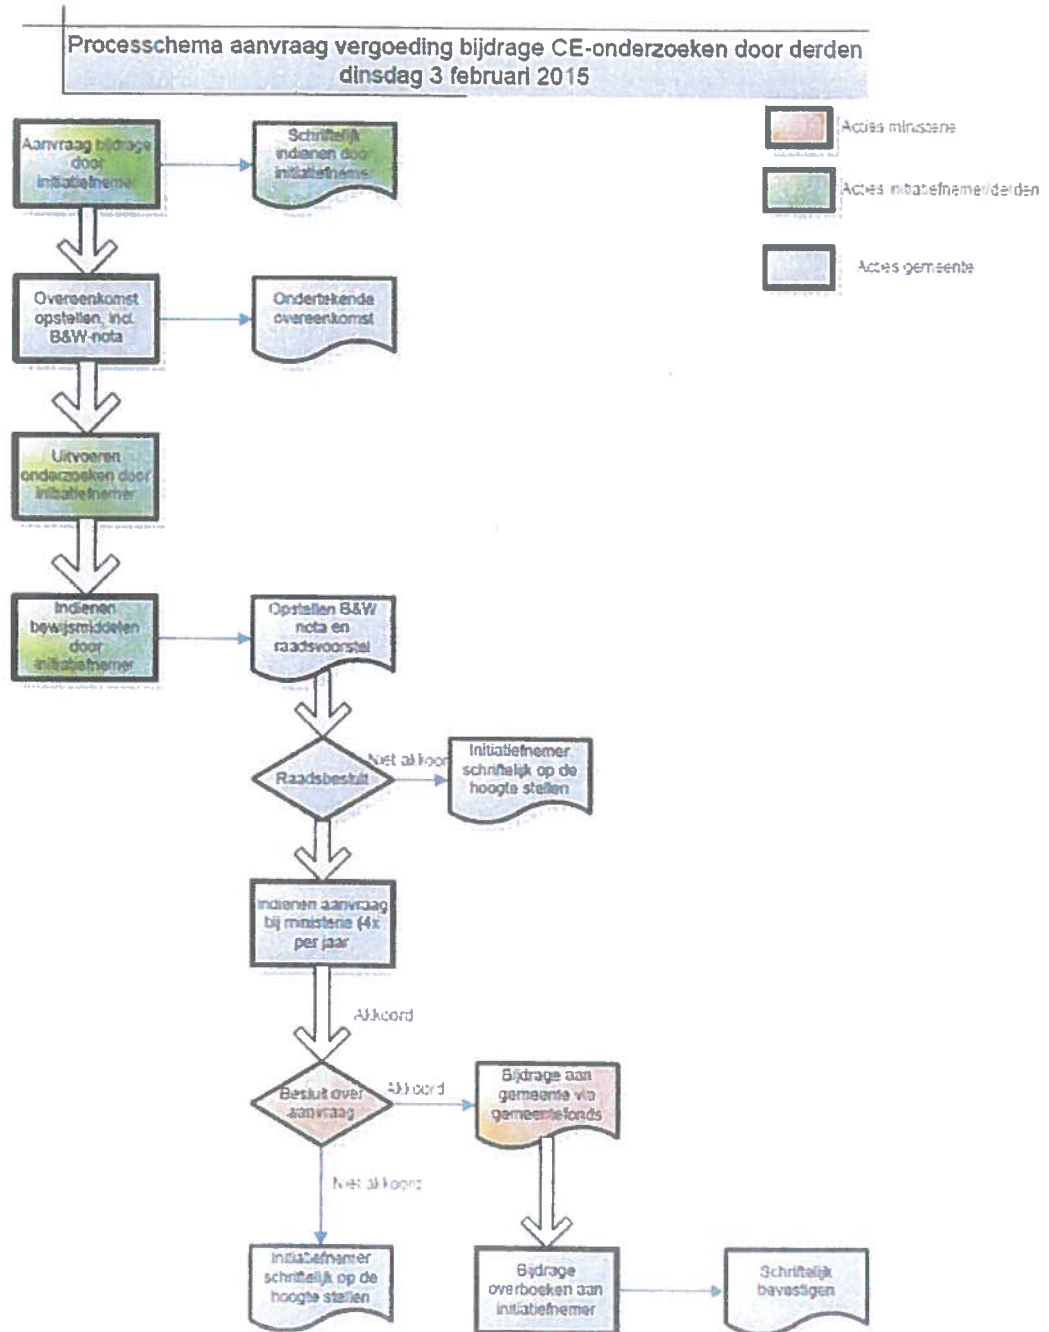 Processchema aanvraag vergoeding bijdrage CE-onderzoeken door derden
dinsdag 3 februari 2015
Acties ministerie
Acties initiatiefnemer/derden
Acties gemeente
Aanvraag bijdrage
door
initiatiefnemer
Schriftelijk
indienen door
initiatiefneme
Overeenkomst
opstellen, incl.
B&W-nota
Ondertekende
overeenkomst
Uitvoeren
onderzoeken door
initiatiefnemer
Indienen
bewijsmiddelen
door
initiatiefnemer
Opstellen B&W
nota en
raadsvoorstel
Raadsbesluit
Niet akkoor
Initiatiefnemer
schriftelijk op de
hoogte stellen
Indienen aanvraag
bij ministerie (4x
per jaar
Akkoord
Besluit over
aanvraag
Akkoord
Bijdrage aan
gemeente via
gemeentefonds
Niet akkoord
Initiatiefnemer
schriftelijk op de
hoogte stellen
Bijdrage
overboeken aan
initiatiefnemer
Schriftelijk
bevestigen